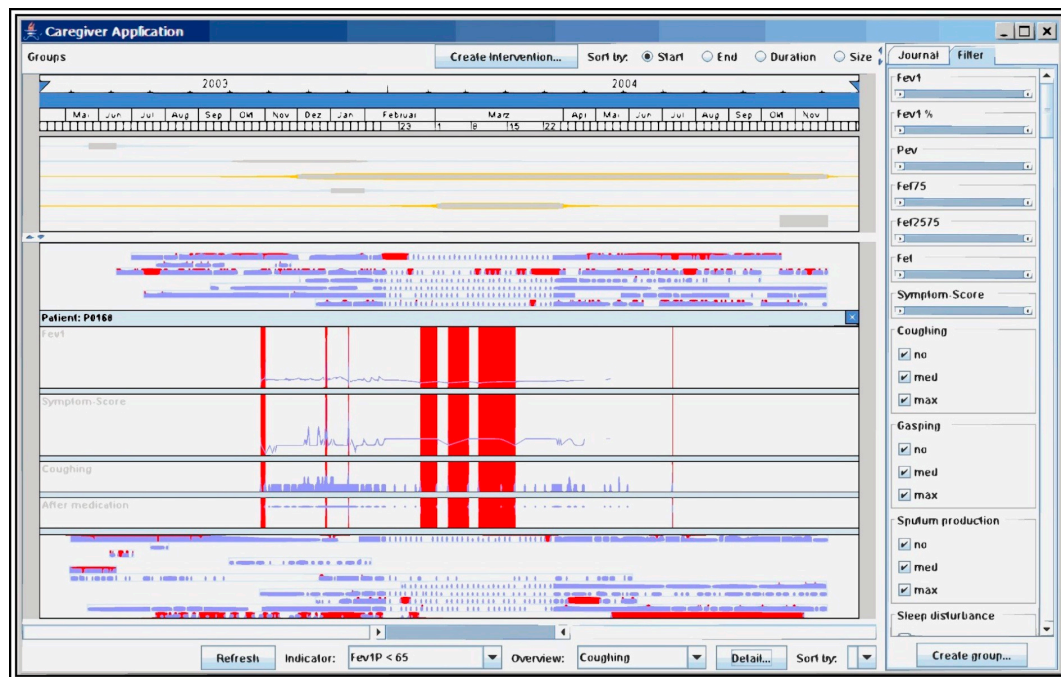 Caregiver Application
Groups
Create Intervention...
Sort by: Start End Duration Size
2003 2004
Mai Jun Jul Aug Sep Okt Nov Dez Jan Februar März Apr Mai Jun Jul Aug Sep Okt Nov
23 1 8 15 22
Patient: P0168
Fev1
Symptom-Score
Coughing
After medication
Refresh
Indicator: Fev1P < 65
Overview: Coughing
Detail...
Sort by:
Journal Filter
Fev1
Fev1 %
Pev
Fef75
Fef2575
Fet
Symptom-Score
Coughing
no
med
max
Gasping
no
med
max
Sputum production
no
med
max
Sleep disturbance
Create group...